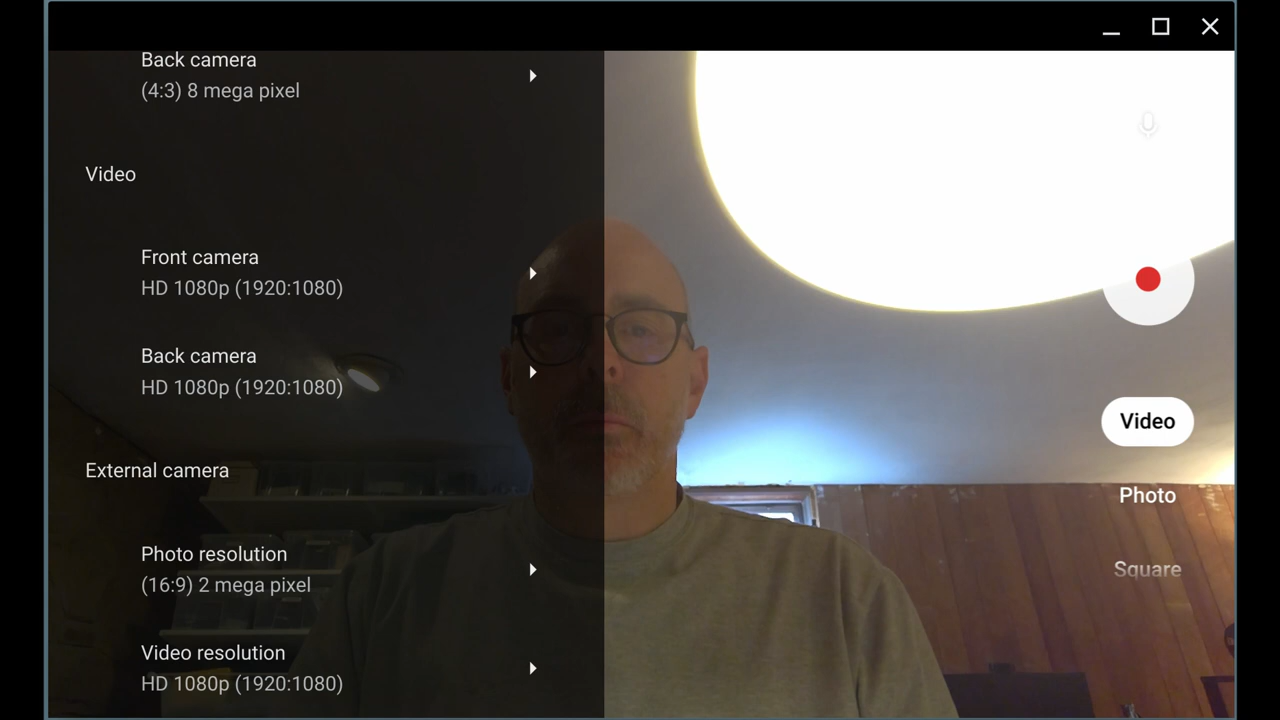 Back camera
(4:3) 8 mega pixel
Video
Front camera
HD 1080p (1920:1080)
Back camera
HD 1080p (1920:1080)
External camera
Photo resolution
(16:9) 2 mega pixel
Video resolution
HD 1080p (1920:1080)
Video
Photo
Square